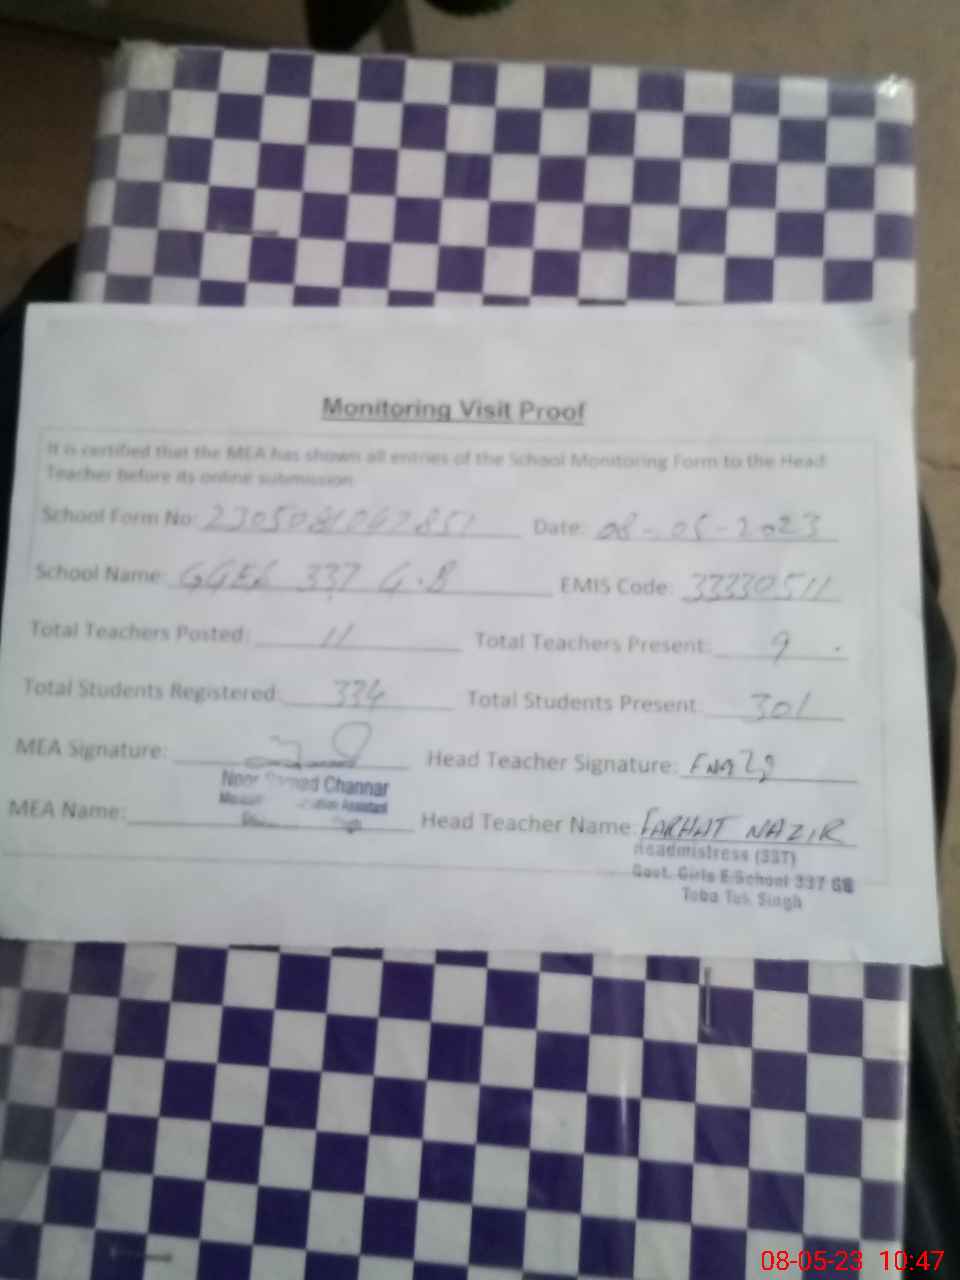 Monitoring Visit Proof
It is certified that the MEA has shown all entries of the School Monitoring Form to the Head
Teacher before its online submission
School Form No: Date: 08-05-2023
School Name: GGES 337 G.B EMIS Code: 33330511
Total Teachers Posted: 11 Total Teachers Present: 9
Total Students Registered: 334 Total Students Present: 301
MEA Signature: Head Teacher Signature:
Noor Channar
Assistant
MEA Name: Head Teacher Name: FARHAT NAZIR
Headmistress (SST)
Govt. Girls E/School 337 GB
Toba Tek Singh
08-05-23 10:47